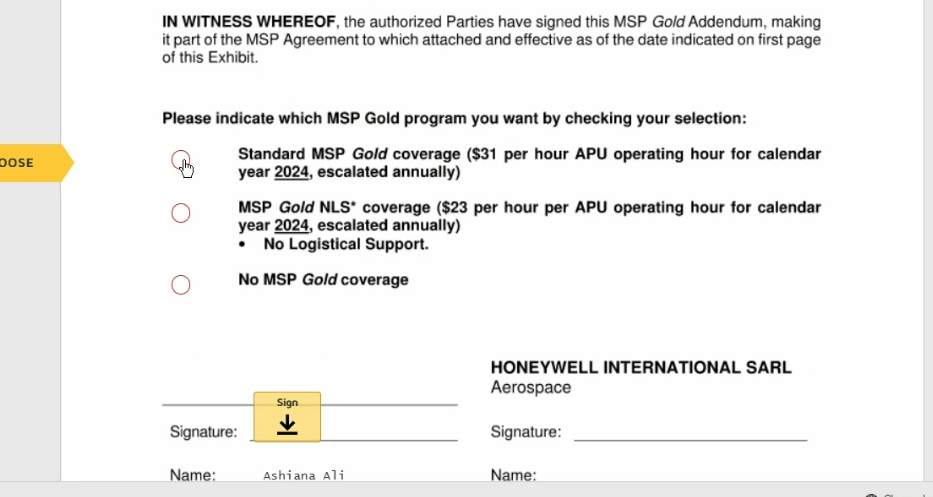 IN WITNESS WHEREOF, the authorized Parties have signed this MSP Gold Addendum, making
it part of the MSP Agreement to which attached and effective as of the date indicated on first page
of this Exhibit.
Please indicate which MSP Gold program you want by checking your selection:
OOSE
Standard MSP Gold coverage ($31 per hour APU operating hour for calendar
year 2024, escalated annually)
MSP Gold NLS* coverage ($23 per hour per APU operating hour for calendar
year 2024, escalated annually)
• No Logistical Support.
No MSP Gold coverage
HONEYWELL INTERNATIONAL SARL
Aerospace
Sign
Signature:
Signature:
Name: Ashiana Ali
Name: